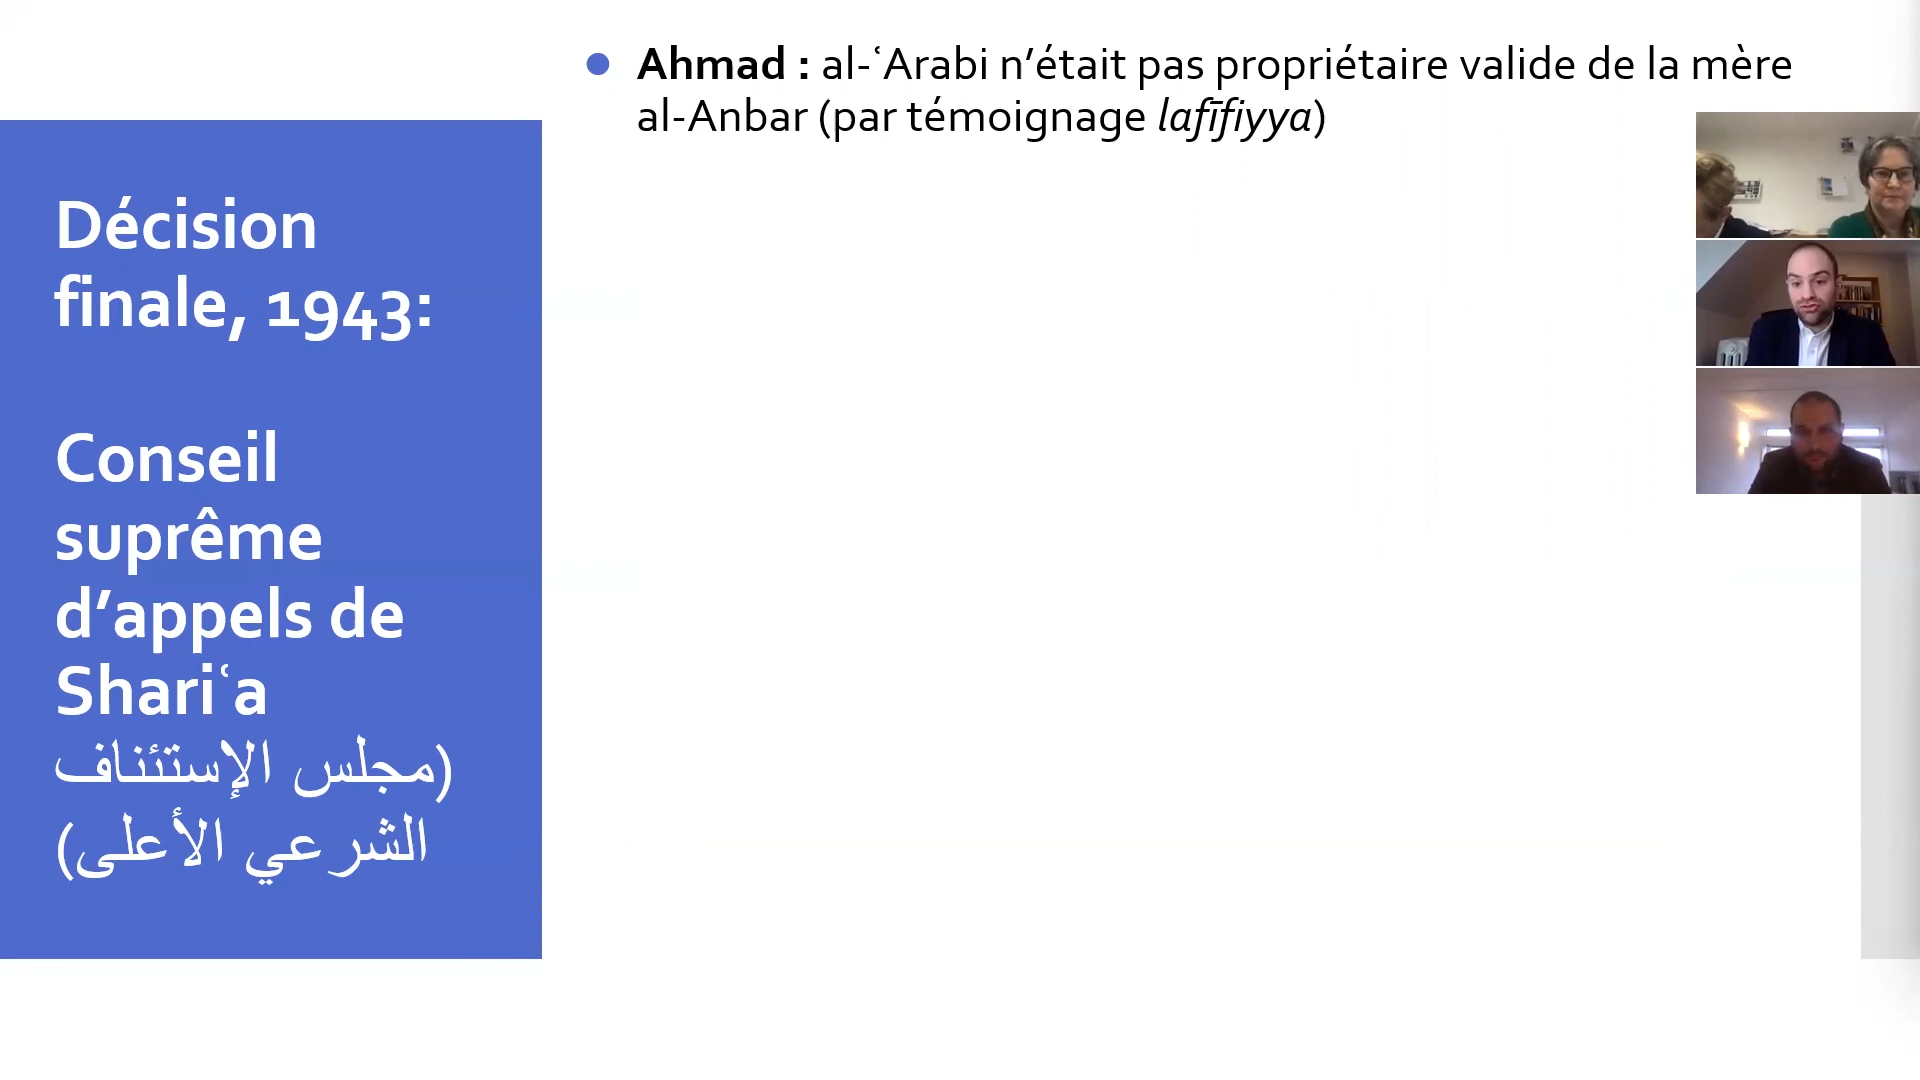 Décision
finale, 1943:
Conseil
suprême
d’appels de
Shariʿa
(مجلس الإستئناف
الشرعي الأعلى)
Ahmad : al-ʿArabi n’était pas propriétaire valide de la mère
al-Anbar (par témoignage lafīfiyya)